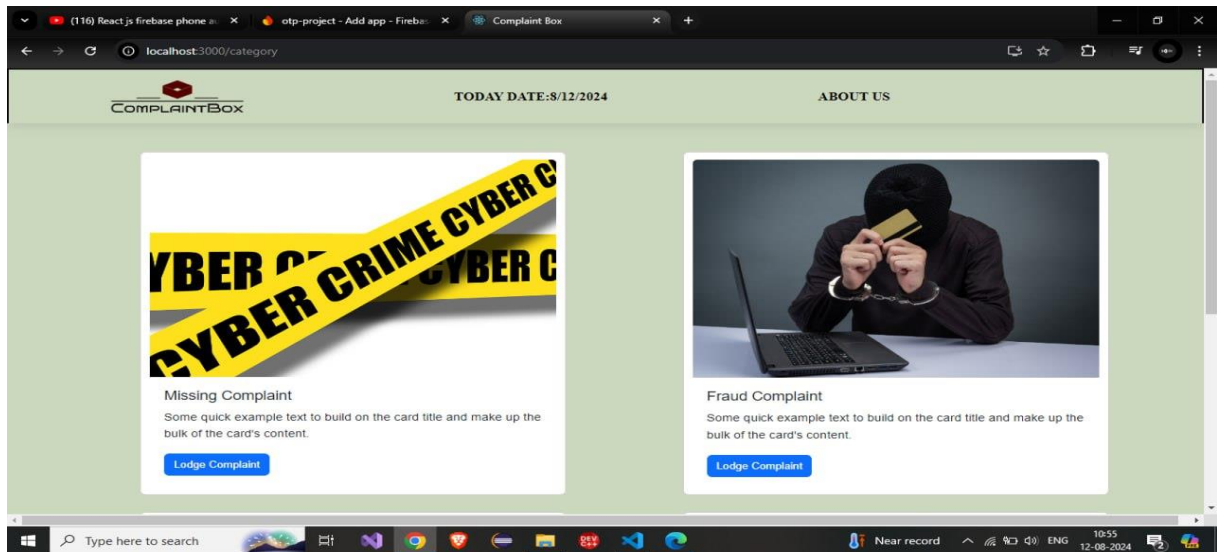 (116) React js firebase phone a
otp-project - Add app - Fireba
Complaint Box
localhost:3000/category
COMPLAINTBOX
TODAY DATE:8/12/2024
ABOUT US
CYBER CRIME CYBER C
YBER C
CYBER C
Missing Complaint
Some quick example text to build on the card title and make up the
bulk of the card's content.
Lodge Complaint
Fraud Complaint
Some quick example text to build on the card title and make up the
bulk of the card's content.
Lodge Complaint
Type here to search
DEV
Near record
ENG
10:55
12-08-2024
2